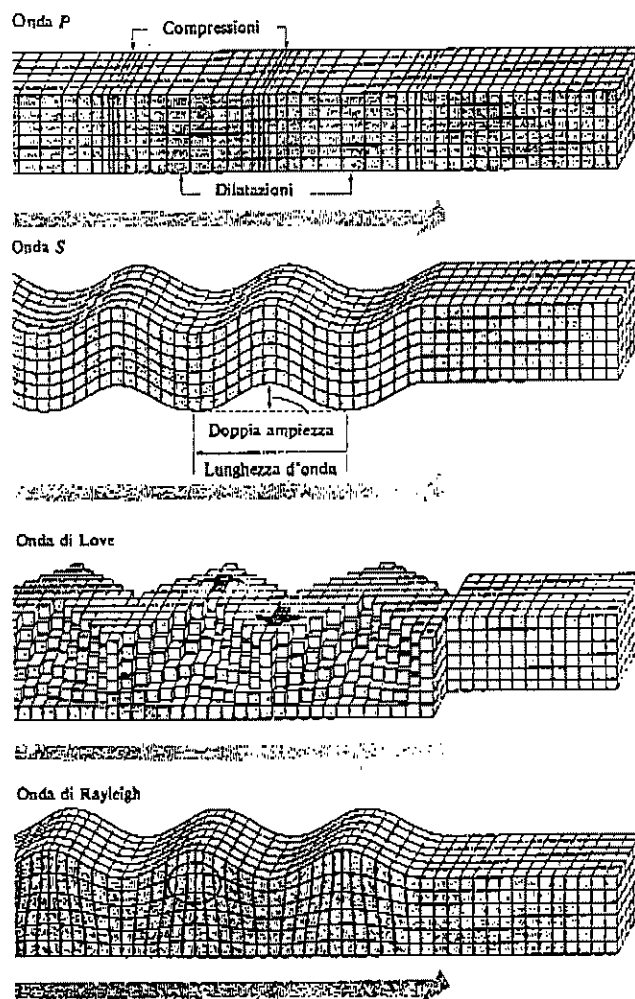 Onda P
Compressioni
Dilatazioni
Onda S
Doppia ampiezza
Lunghezza d'onda
Onda di Love
Onda di Rayleigh